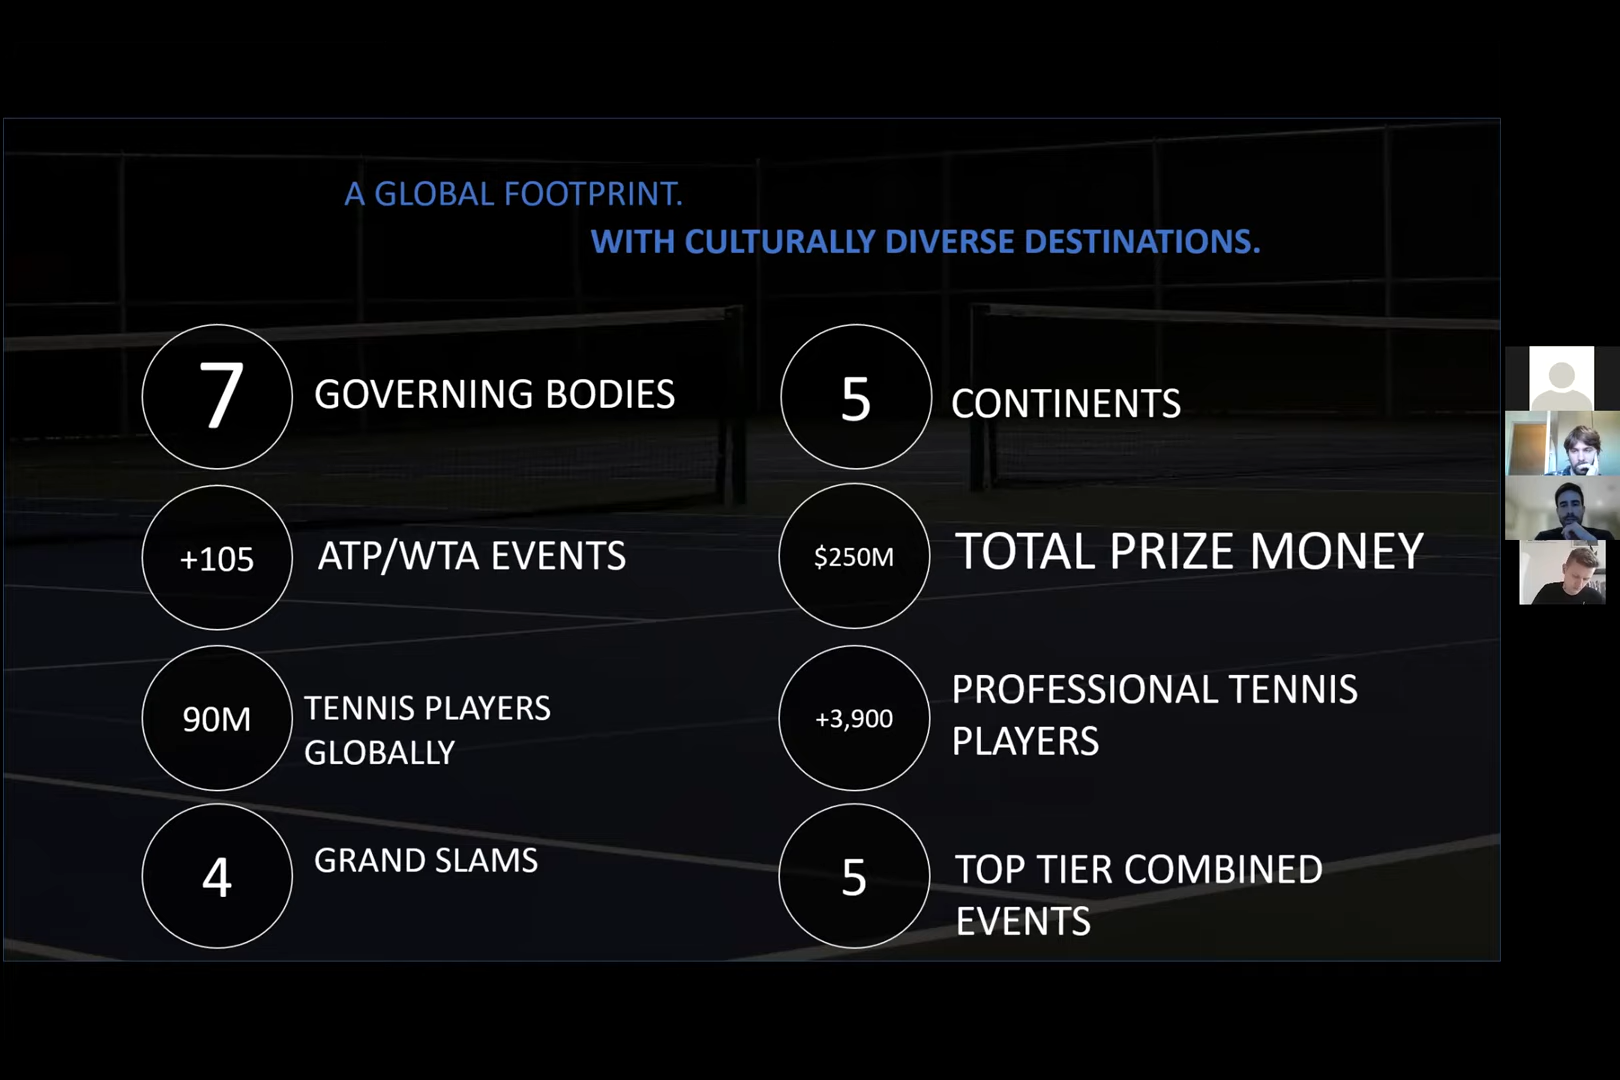 A GLOBAL FOOTPRINT.
WITH CULTURALLY DIVERSE DESTINATIONS.
7
GOVERNING BODIES
5
CONTINENTS
+105
ATP/WTA EVENTS
$250M
TOTAL PRIZE MONEY
90M
TENNIS PLAYERS
GLOBALLY
+3,900
PROFESSIONAL TENNIS
PLAYERS
4
GRAND SLAMS
5
TOP TIER COMBINED
EVENTS